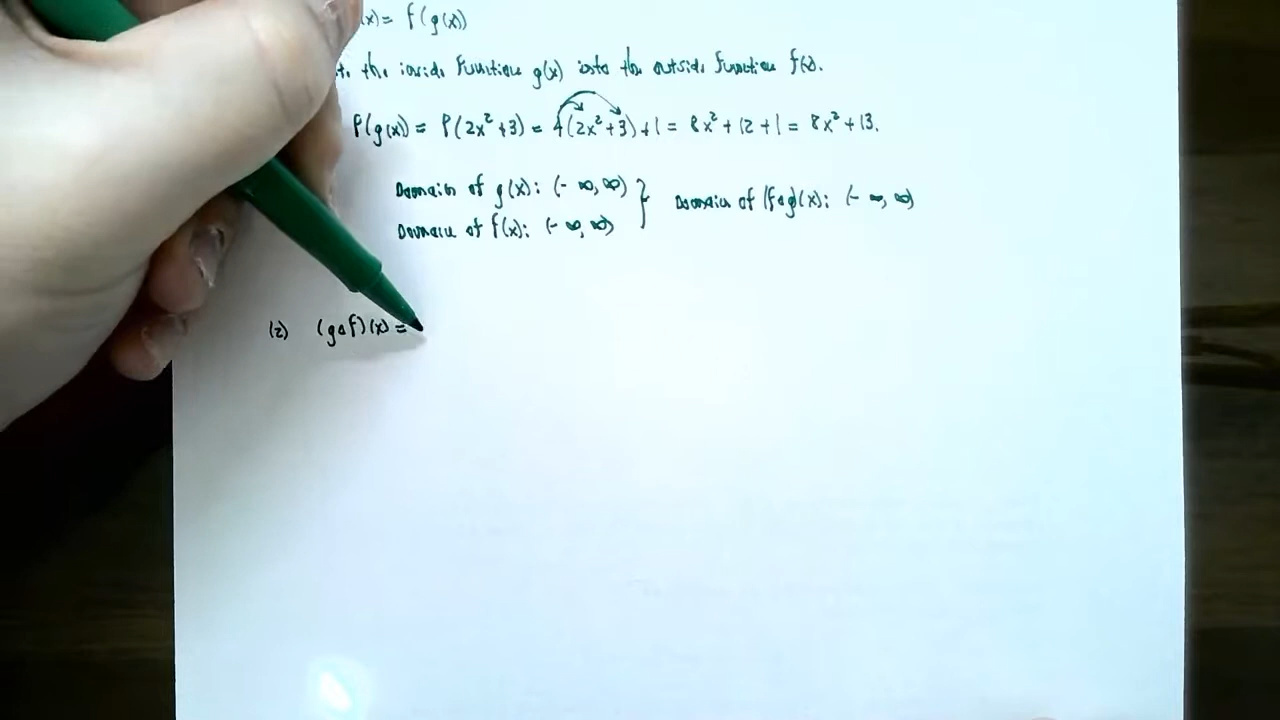 (x)= f(g(x))
the inside function g(x) into the outside function f(x).
f(g(x)) = f(2x²+3) = 4(2x²+3)+1 = 8x²+12+1 = 8x²+13.
Domain of g(x): (-∞,∞) } Domain of (f∘g)(x): (-∞,∞)
Domain of f(x): (-∞,∞)
(2) (g∘f)(x)=